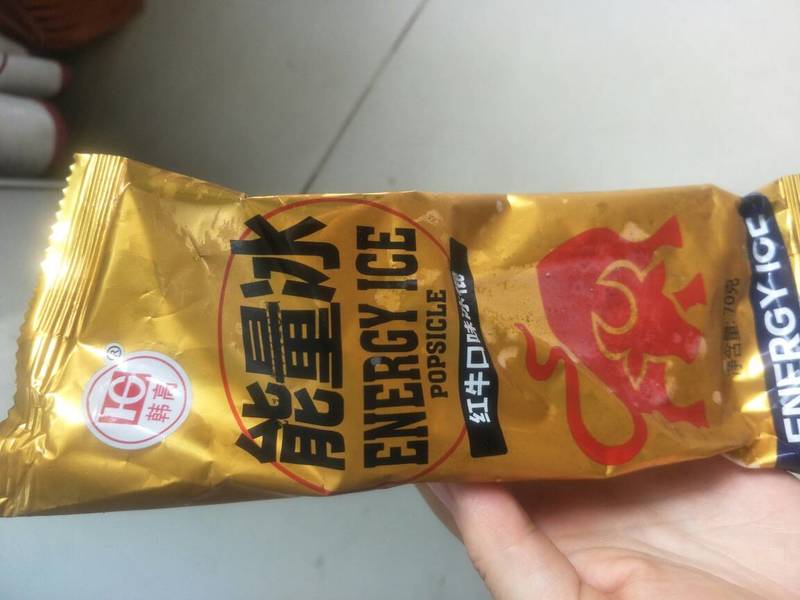 韩高
®
能量冰
ENERGY ICE
POPSICLE
红牛口味冰棍
净含量:70克
ENERGY·ICE